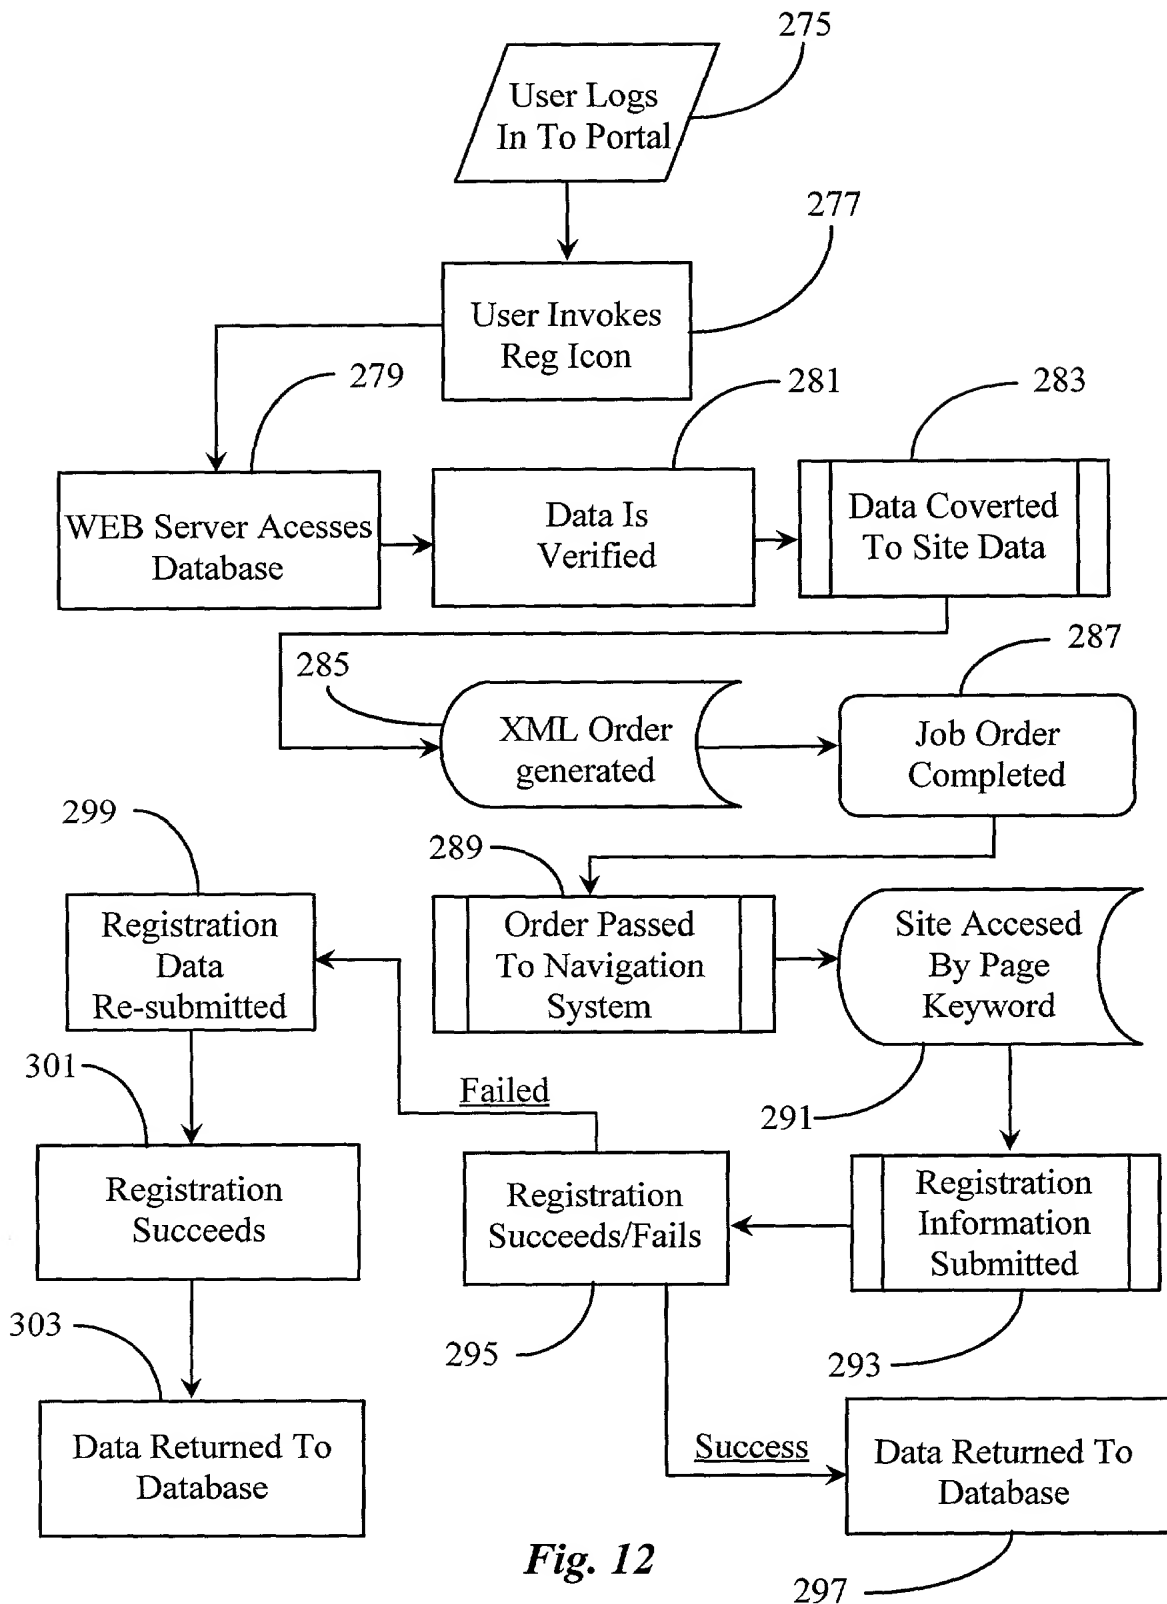 275
User Logs
In To Portal
277
User Invokes
Reg Icon
279
281
283
WEB Server Acesses
Database
Data Is
Verified
Data Coverted
To Site Data
285
287
XML Order
generated
Job Order
Completed
299
289
Registration
Data
Re-submitted
Order Passed
To Navigation
System
Site Accesed
By Page
Keyword
301
Failed
291
Registration
Succeeds
Registration
Succeeds/Fails
Registration
Information
Submitted
303
295
293
Data Returned To
Database
Success
Data Returned To
Database
Fig. 12
297